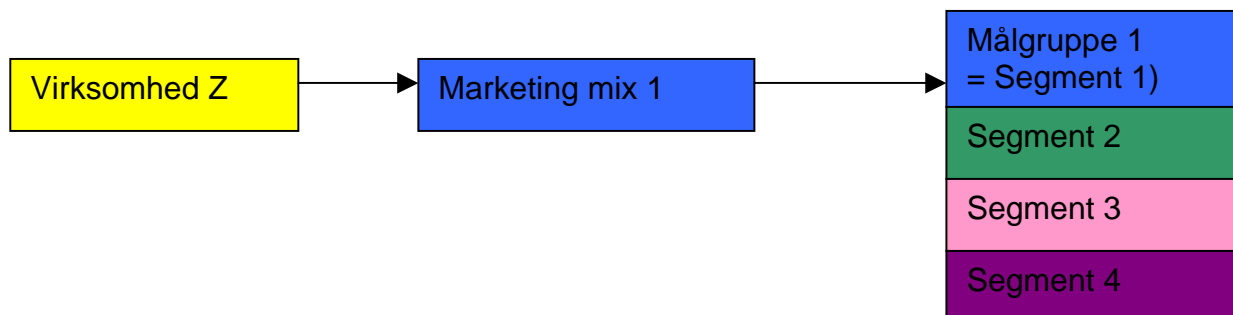 Virksomhed Z
Marketing mix 1
Målgruppe 1
= Segment 1)
Segment 2
Segment 3
Segment 4